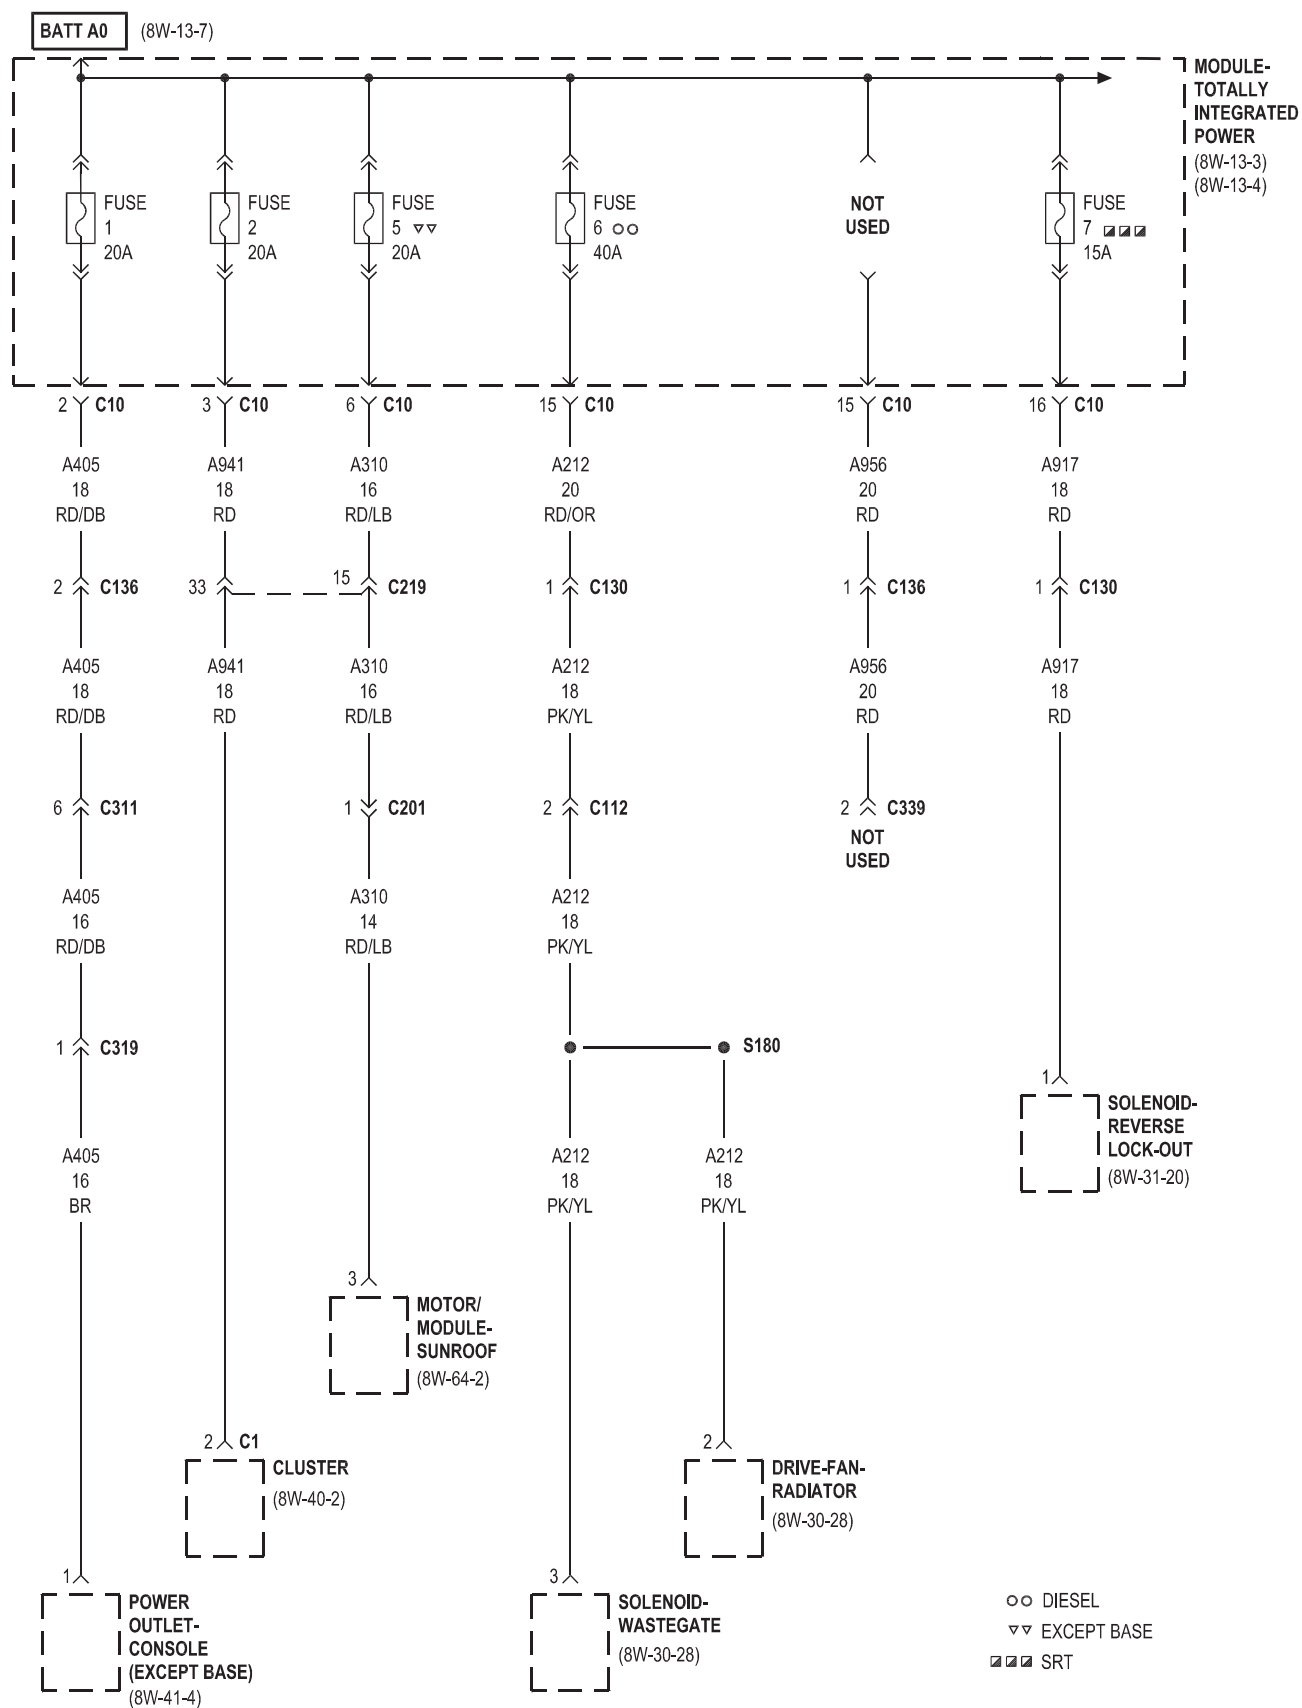 BATT A0 (8W-13-7)
MODULE-
TOTALLY
INTEGRATED
POWER
(8W-13-3)
(8W-13-4)
FUSE
1
20A
FUSE
2
20A
FUSE
5
20A
FUSE
6
40A
NOT
USED
FUSE
7
15A
2 C10 3 C10 6 C10 15 C10 15 C10 16 C10
A405 A941 A310 A212 A956 A917
18 18 16 20 20 18
RD/DB RD RD/LB RD/OR RD RD
2 C136 33 15 C219 1 C130 1 C136 1 C130
A405 A941 A310 A212 A956 A917
18 18 16 18 20 18
RD/DB RD RD/LB PK/YL RD RD
6 C311 1 C201 2 C112 2 C339
NOT
USED
A405 A310 A212
16 14 18
RD/DB RD/LB PK/YL
1 C319 S180
1
SOLENOID-
REVERSE
LOCK-OUT
(8W-31-20)
A405 A212 A212
16 18 18
BR PK/YL PK/YL
3
MOTOR/
MODULE-
SUNROOF
(8W-64-2)
2 C1
CLUSTER
(8W-40-2)
2
DRIVE-FAN-
RADIATOR
(8W-30-28)
1
POWER
OUTLET-
CONSOLE
(EXCEPT BASE)
(8W-41-4)
3
SOLENOID-
WASTEGATE
(8W-30-28)
DIESEL
EXCEPT BASE
SRT